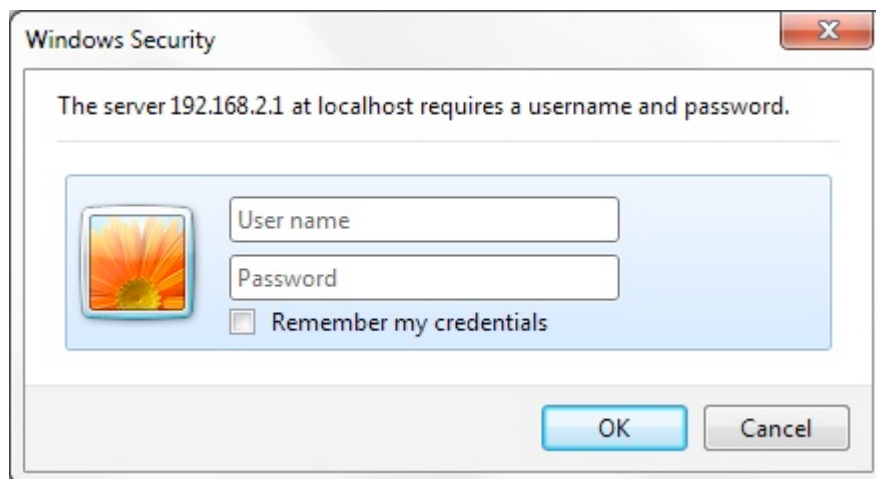 Windows Security
The server 192.168.2.1 at localhost requires a username and password.
User name
Password
Remember my credentials
OK
Cancel